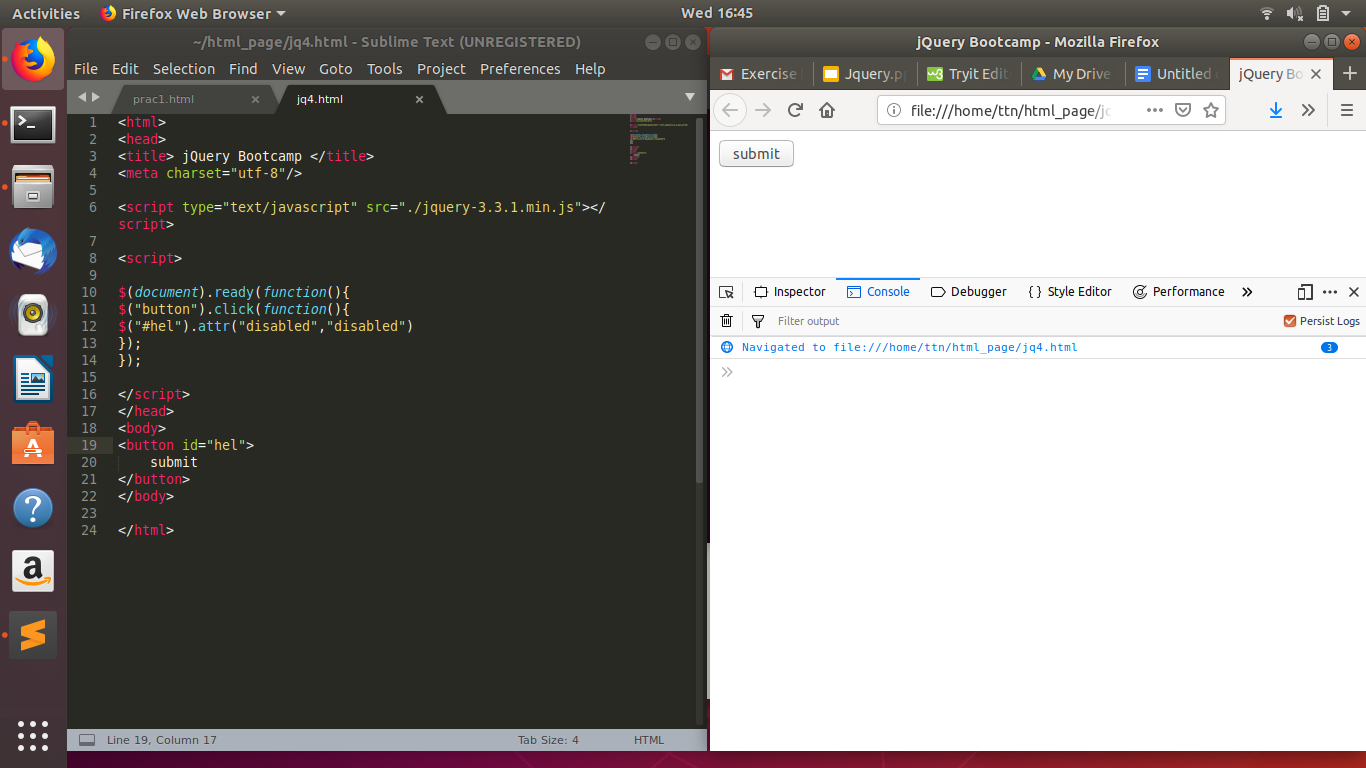 Activities Firefox Web Browser Wed 16:45
~/html_page/jq4.html - Sublime Text (UNREGISTERED)
File Edit Selection Find View Goto Tools Project Preferences Help
prac1.html jq4.html
1 <html>
2 <head>
3 <title> jQuery Bootcamp </title>
4 <meta charset="utf-8"/>
5
6 <script type="text/javascript" src="./jquery-3.3.1.min.js"></
script>
7
8 <script>
9
10 $(document).ready(function(){
11 $("button").click(function(){
12 $("#hel").attr("disabled","disabled")
13 });
14 });
15
16 </script>
17 </head>
18 <body>
19 <button id="hel">
20 submit
21 </button>
22 </body>
23
24 </html>
Line 19, Column 17 Tab Size: 4 HTML
jQuery Bootcamp - Mozilla Firefox
Exercise Jquery.p Tryit Edit My Drive Untitled jQuery Bo
file:///home/ttn/html_page/jq
submit
Inspector Console Debugger Style Editor Performance
Filter output Persist Logs
Navigated to file:///home/ttn/html_page/jq4.html 3